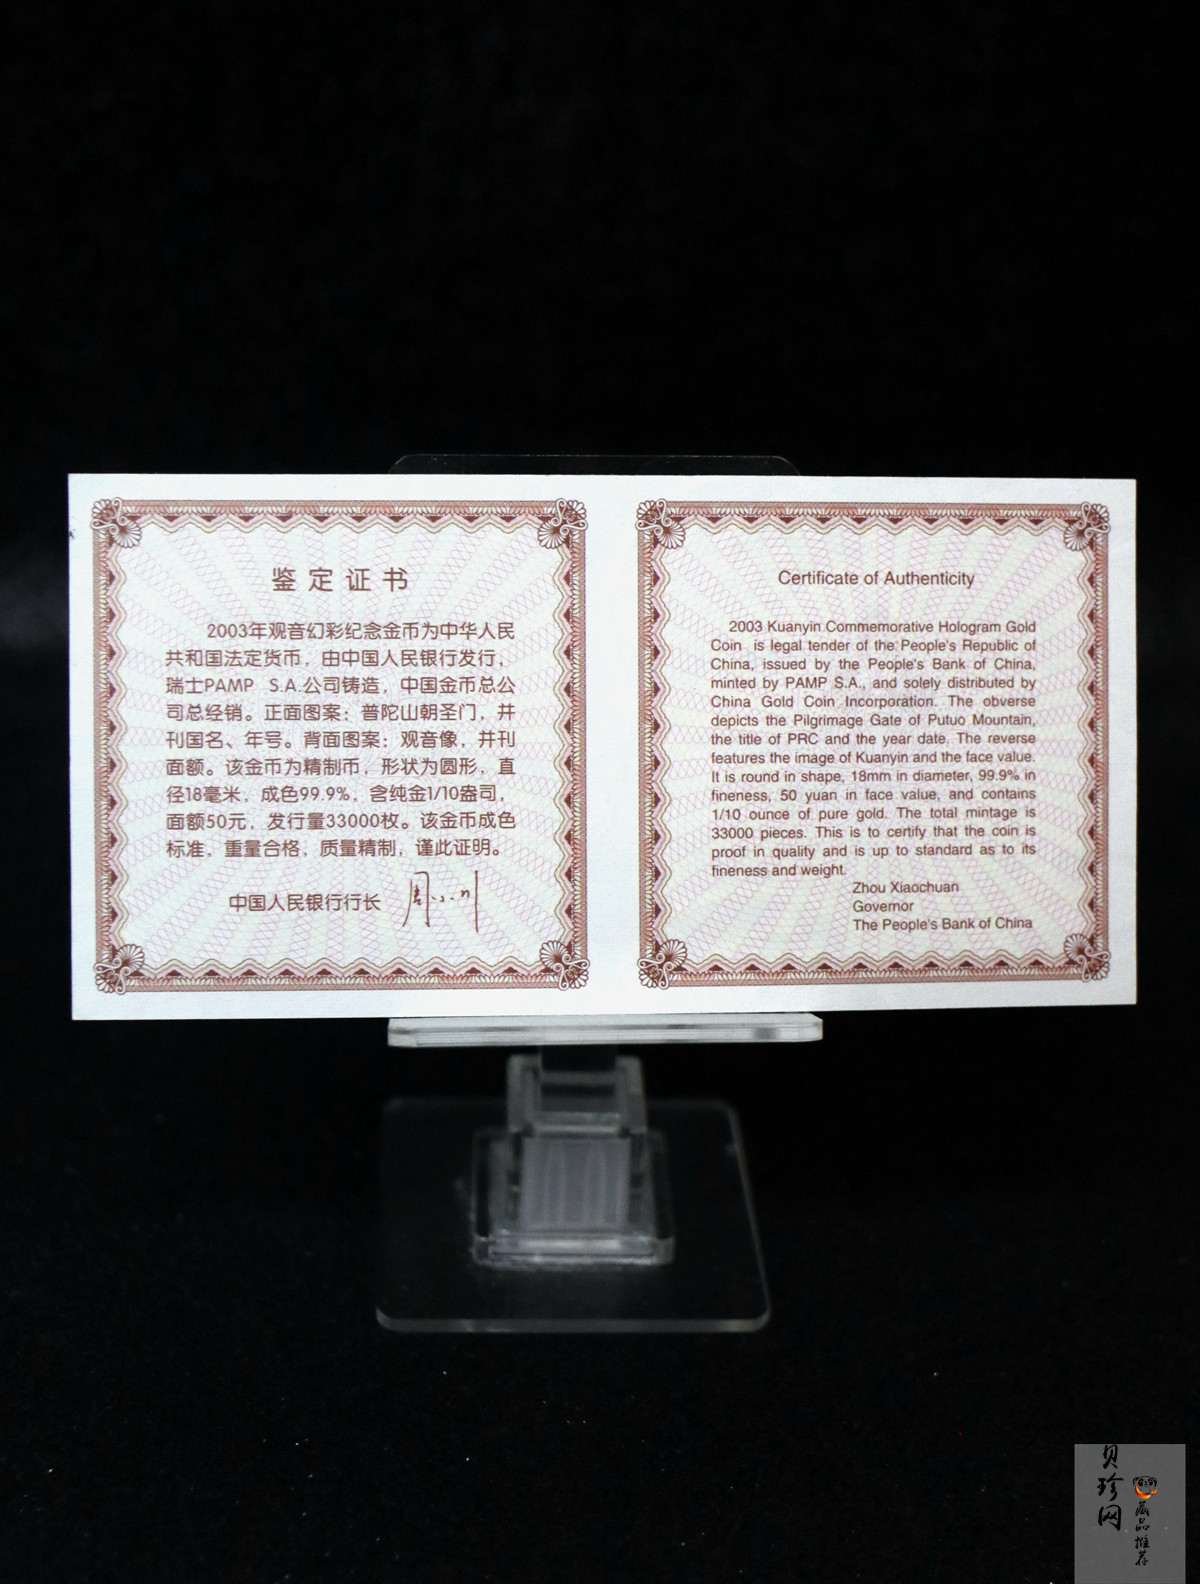 鉴定证书
2003年观音幻彩纪念金币为中华人民
共和国法定货币，由中国人民银行发行，
瑞士PAMP S.A.公司铸造，中国金币总公
司总经销。正面图案：普陀山朝圣门，并
刊国名、年号。背面图案：观音像，并刊
面额。该金币为精制币，形状为圆形，直
径18毫米，成色99.9%，含纯金1/10盎司，
面额50元，发行量33000枚。该金币成色
标准，重量合格，质量精制，谨此证明。
中国人民银行行长 周小川
Certificate of Authenticity
2003 Kuanyin Commemorative Hologram Gold
Coin is legal tender of the People's Republic of
China, issued by the People's Bank of China,
minted by PAMP S.A., and solely distributed by
China Gold Coin Incorporation. The obverse
depicts the Pilgrimage Gate of Putuo Mountain,
the title of PRC and the year date. The reverse
features the image of Kuanyin and the face value.
It is round in shape, 18mm in diameter, 99.9% in
fineness, 50 yuan in face value, and contains
1/10 ounce of pure gold. The total mintage is
33000 pieces. This is to certify that the coin is
proof in quality and is up to standard as to its
fineness and weight.
Zhou Xiaochuan
Governor
The People's Bank of China
贝珍网
藏品推荐